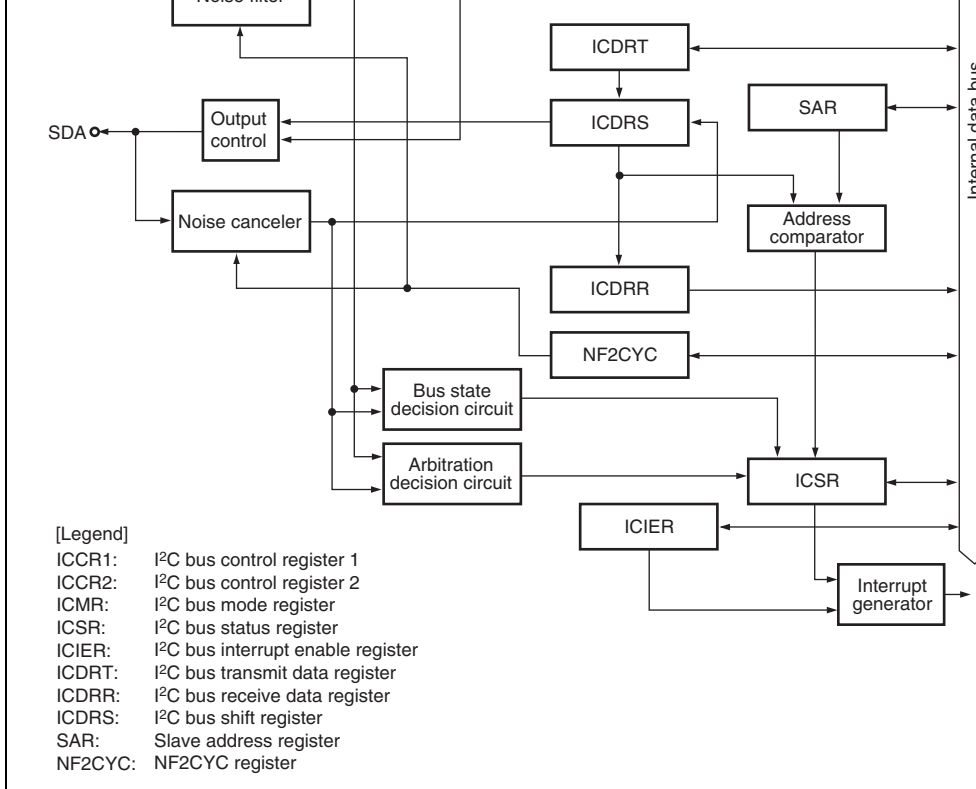 Noise filter
ICDRT
Internal data bus
SAR
SDA
Output
control
ICDRS
Noise canceler
Address
comparator
ICDRR
NF2CYC
Bus state
decision circuit
Arbitration
decision circuit
ICSR
ICIER
Interrupt
generator
[Legend]
ICCR1: I²C bus control register 1
ICCR2: I²C bus control register 2
ICMR: I²C bus mode register
ICSR: I²C bus status register
ICIER: I²C bus interrupt enable register
ICDRT: I²C bus transmit data register
ICDRR: I²C bus receive data register
ICDRS: I²C bus shift register
SAR: Slave address register
NF2CYC: NF2CYC register